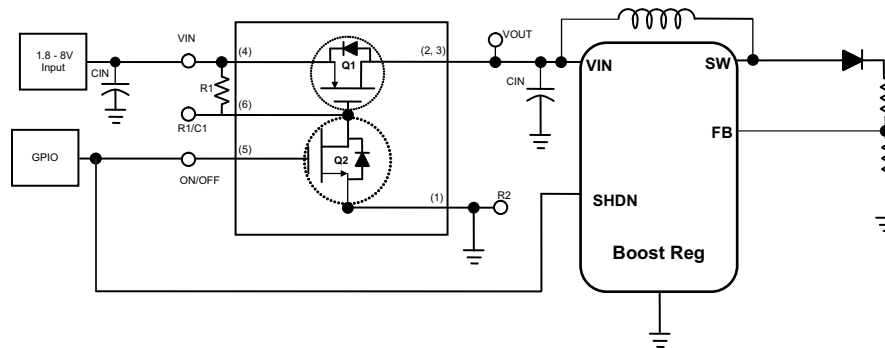 1.8 - 8V
Input
CIN
VIN
(4)
R1
(6)
R1/C1
Q1
(2, 3)
VOUT
CIN
VIN
SW
FB
GPIO
(5)
ON/OFF
Q2
(1)
R2
SHDN
Boost Reg